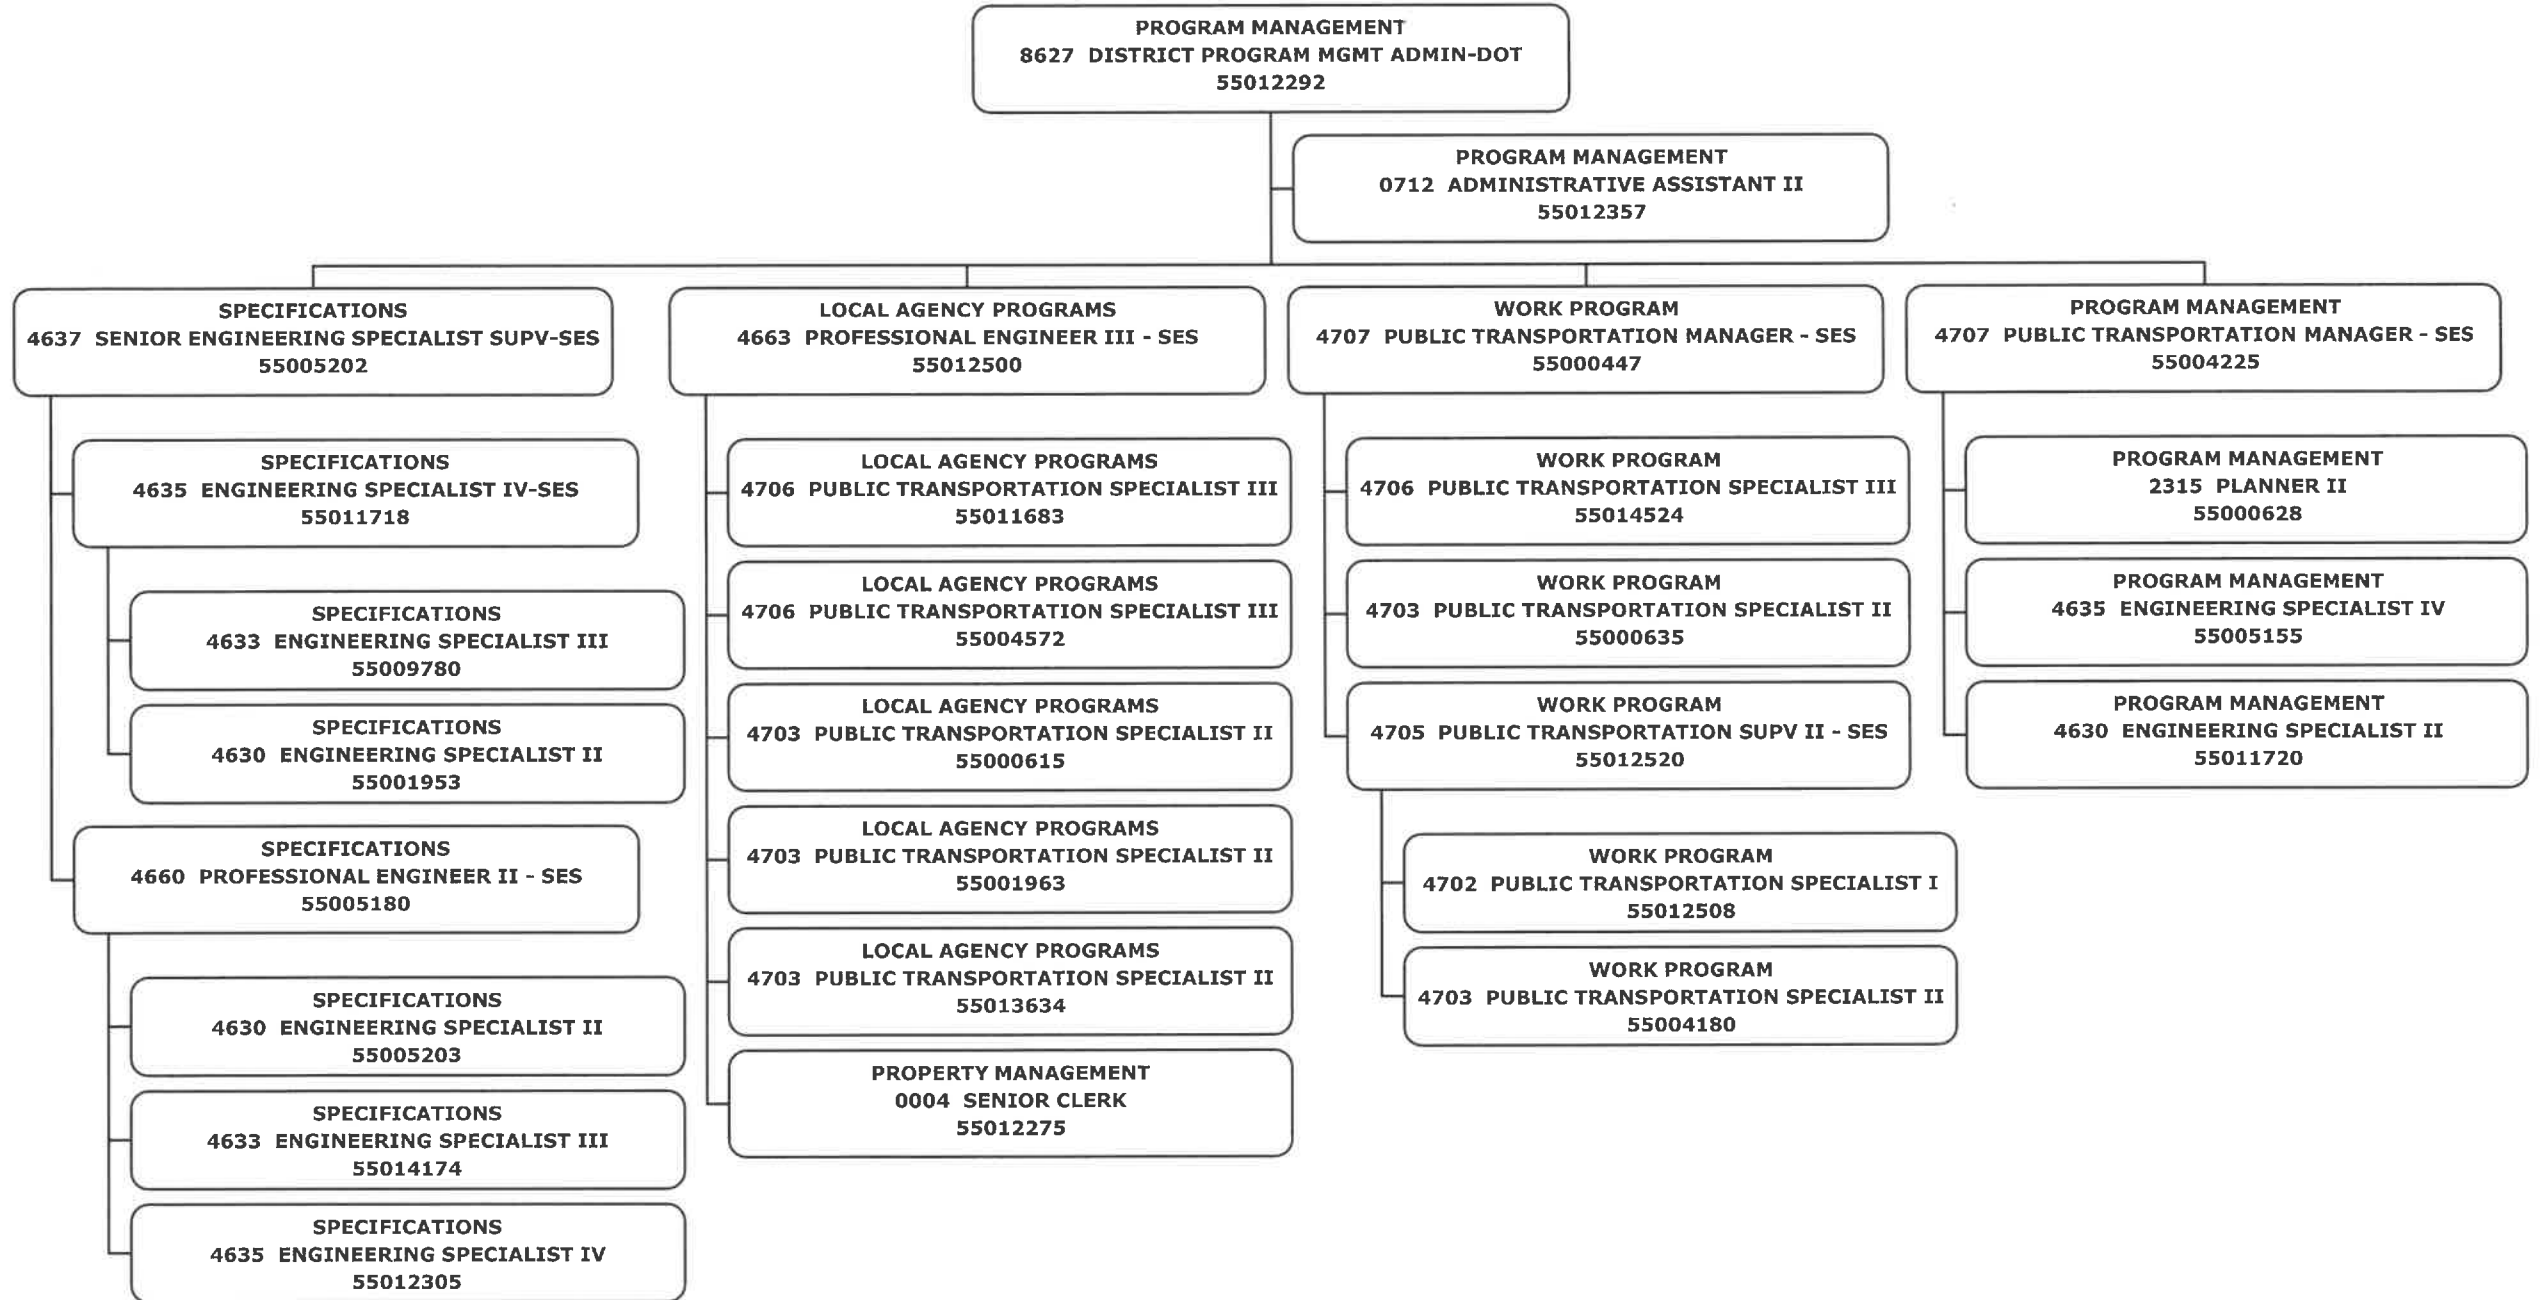 PROGRAM MANAGEMENT
8627 DISTRICT PROGRAM MGMT ADMIN-DOT
55012292
PROGRAM MANAGEMENT
0712 ADMINISTRATIVE ASSISTANT II
55012357
SPECIFICATIONS
4637 SENIOR ENGINEERING SPECIALIST SUPV-SES
55005202
SPECIFICATIONS
4635 ENGINEERING SPECIALIST IV-SES
55011718
SPECIFICATIONS
4633 ENGINEERING SPECIALIST III
55009780
SPECIFICATIONS
4630 ENGINEERING SPECIALIST II
55001953
SPECIFICATIONS
4660 PROFESSIONAL ENGINEER II - SES
55005180
SPECIFICATIONS
4630 ENGINEERING SPECIALIST II
55005203
SPECIFICATIONS
4633 ENGINEERING SPECIALIST III
55014174
SPECIFICATIONS
4635 ENGINEERING SPECIALIST IV
55012305
LOCAL AGENCY PROGRAMS
4663 PROFESSIONAL ENGINEER III - SES
55012500
LOCAL AGENCY PROGRAMS
4706 PUBLIC TRANSPORTATION SPECIALIST III
55011683
LOCAL AGENCY PROGRAMS
4706 PUBLIC TRANSPORTATION SPECIALIST III
55004572
LOCAL AGENCY PROGRAMS
4703 PUBLIC TRANSPORTATION SPECIALIST II
55000615
LOCAL AGENCY PROGRAMS
4703 PUBLIC TRANSPORTATION SPECIALIST II
55001963
LOCAL AGENCY PROGRAMS
4703 PUBLIC TRANSPORTATION SPECIALIST II
55013634
PROPERTY MANAGEMENT
0004 SENIOR CLERK
55012275
WORK PROGRAM
4707 PUBLIC TRANSPORTATION MANAGER - SES
55000447
WORK PROGRAM
4706 PUBLIC TRANSPORTATION SPECIALIST III
55014524
WORK PROGRAM
4703 PUBLIC TRANSPORTATION SPECIALIST II
55000635
WORK PROGRAM
4705 PUBLIC TRANSPORTATION SUPV II - SES
55012520
WORK PROGRAM
4702 PUBLIC TRANSPORTATION SPECIALIST I
55012508
WORK PROGRAM
4703 PUBLIC TRANSPORTATION SPECIALIST II
55004180
PROGRAM MANAGEMENT
4707 PUBLIC TRANSPORTATION MANAGER - SES
55004225
PROGRAM MANAGEMENT
2315 PLANNER II
55000628
PROGRAM MANAGEMENT
4635 ENGINEERING SPECIALIST IV
55005155
PROGRAM MANAGEMENT
4630 ENGINEERING SPECIALIST II
55011720